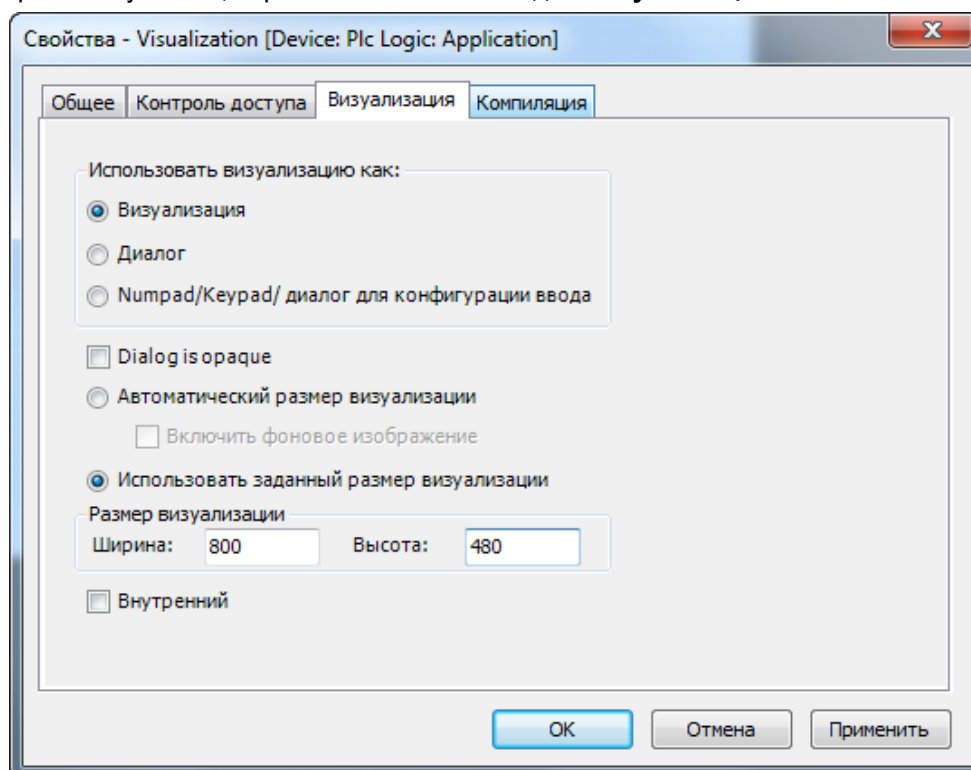 Свойства - Visualization [Device: Plc Logic: Application]
Общее Контроль доступа Визуализация Компиляция
Использовать визуализацию как:
Визуализация
Диалог
Numpad/Keypad/ диалог для конфигурации ввода
Dialog is opaque
Автоматический размер визуализации
Включить фоновое изображение
Использовать заданный размер визуализации
Размер визуализации
Ширина: 800 Высота: 480
Внутренний
OK Отмена Применить